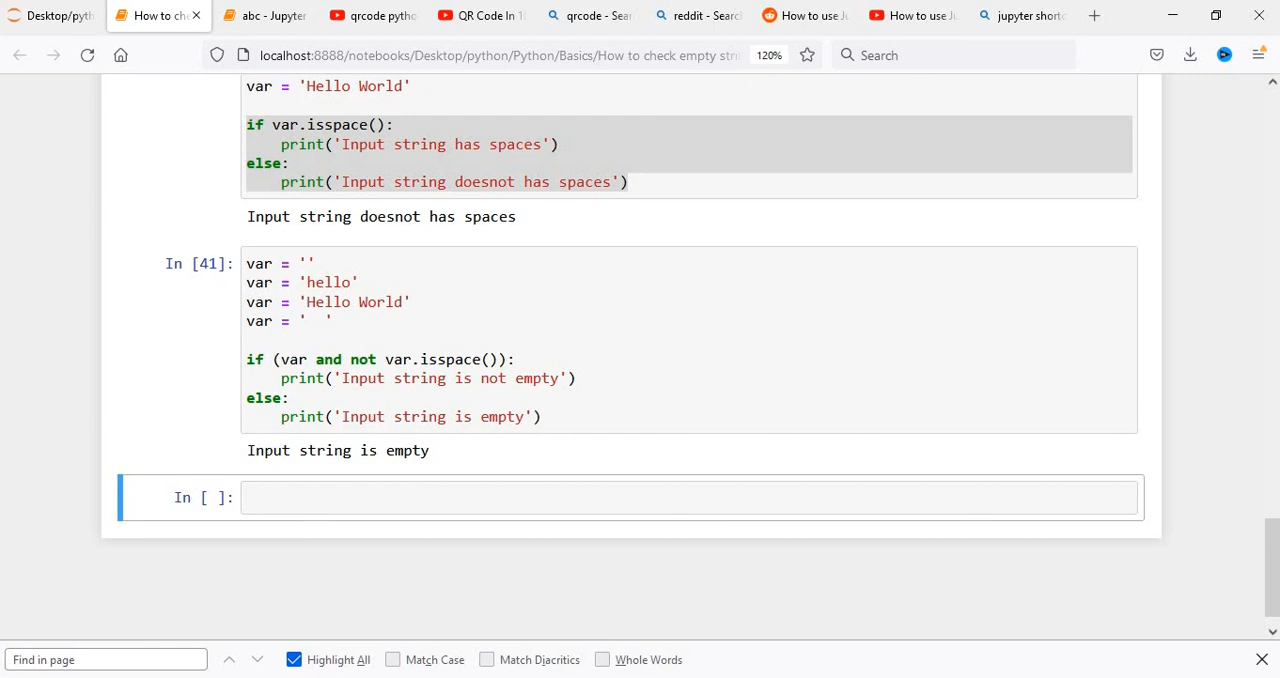 Desktop/pyth
How to che
abc - Jupyter
qrcode pytho
QR Code In 1
qrcode - Sear
reddit - Searc
How to use Ju
How to use Ju
jupyter shortc
localhost:8888/notebooks/Desktop/python/Python/Basics/How to check empty stri
120%
Search
var = 'Hello World'
if var.isspace():
print('Input string has spaces')
else:
print('Input string doesnot has spaces')
Input string doesnot has spaces
In [41]:
var = ''
var = 'hello'
var = 'Hello World'
var = '  '
if (var and not var.isspace()):
print('Input string is not empty')
else:
print('Input string is empty')
Input string is empty
In [ ]:
Find in page
Highlight All
Match Case
Match Diacritics
Whole Words